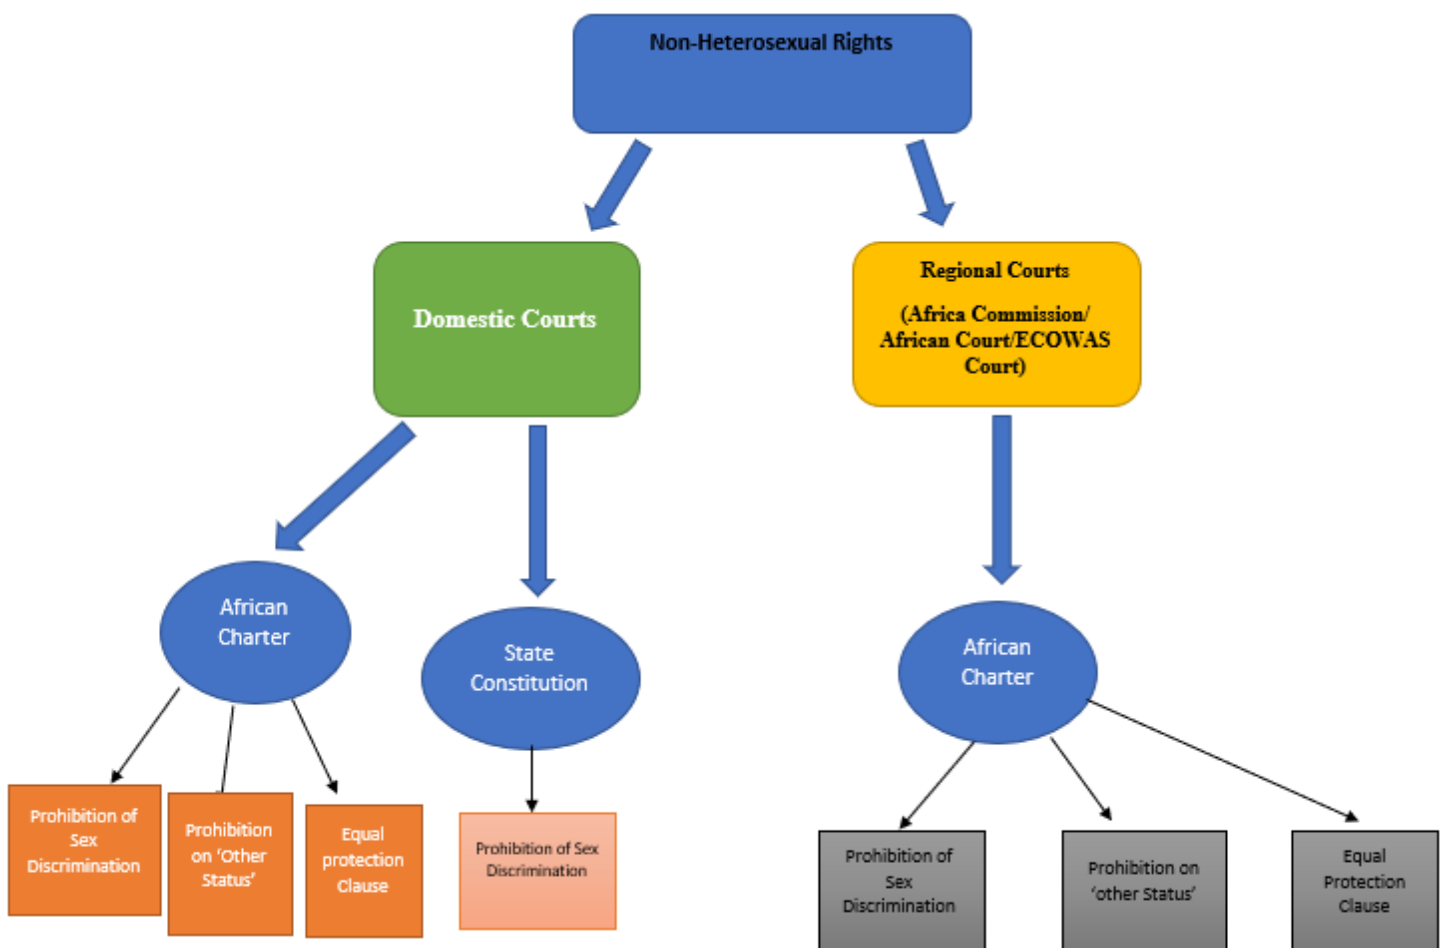 Non-Heterosexual Rights
Domestic Courts
Regional Courts
(Africa Commission/
African Court/ECOWAS
Court)
African
Charter
State
Constitution
African
Charter
Prohibition of
Sex
Discrimination
Prohibition
on ‘Other
Status’
Equal
protection
Clause
Prohibition of Sex
Discrimination
Prohibition of
Sex
Discrimination
Prohibition on
‘other Status’
Equal
Protection
Clause